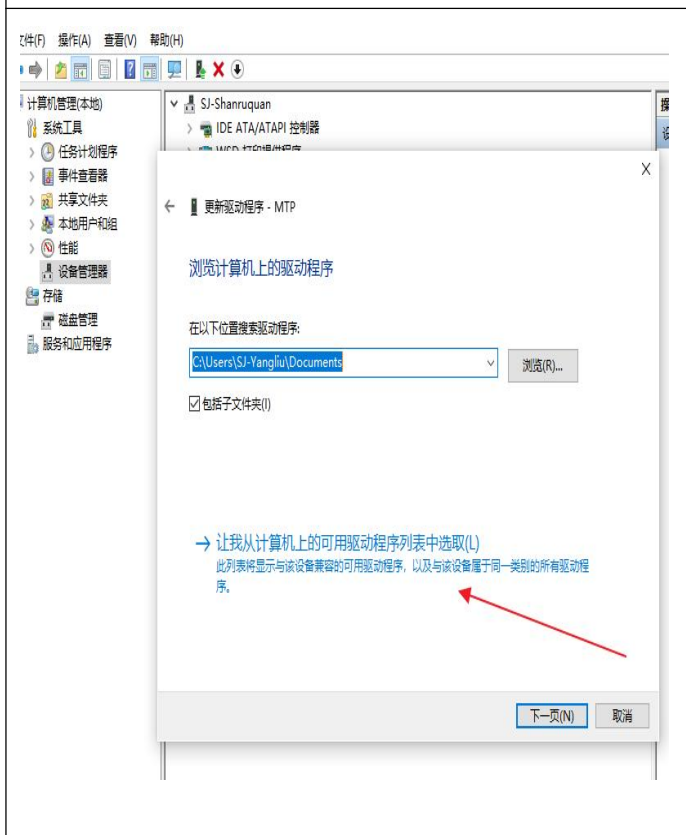 文件(F) 操作(A) 查看(V) 帮助(H)
计算机管理(本地)
系统工具
任务计划程序
事件查看器
共享文件夹
本地用户和组
性能
设备管理器
存储
磁盘管理
服务和应用程序
SJ-Shanruquan
IDE ATA/ATAPI 控制器
WSD 打印提供程序
操
设
X
更新驱动程序 - MTP
浏览计算机上的驱动程序
在以下位置搜索驱动程序:
C:\Users\SJ-Yangliu\Documents
浏览(R)...
包括子文件夹(I)
让我从计算机上的可用驱动程序列表中选取(L)
此列表将显示与该设备兼容的可用驱动程序，以及与该设备属于同一类别的所有驱动程
序。
下一页(N) 取消